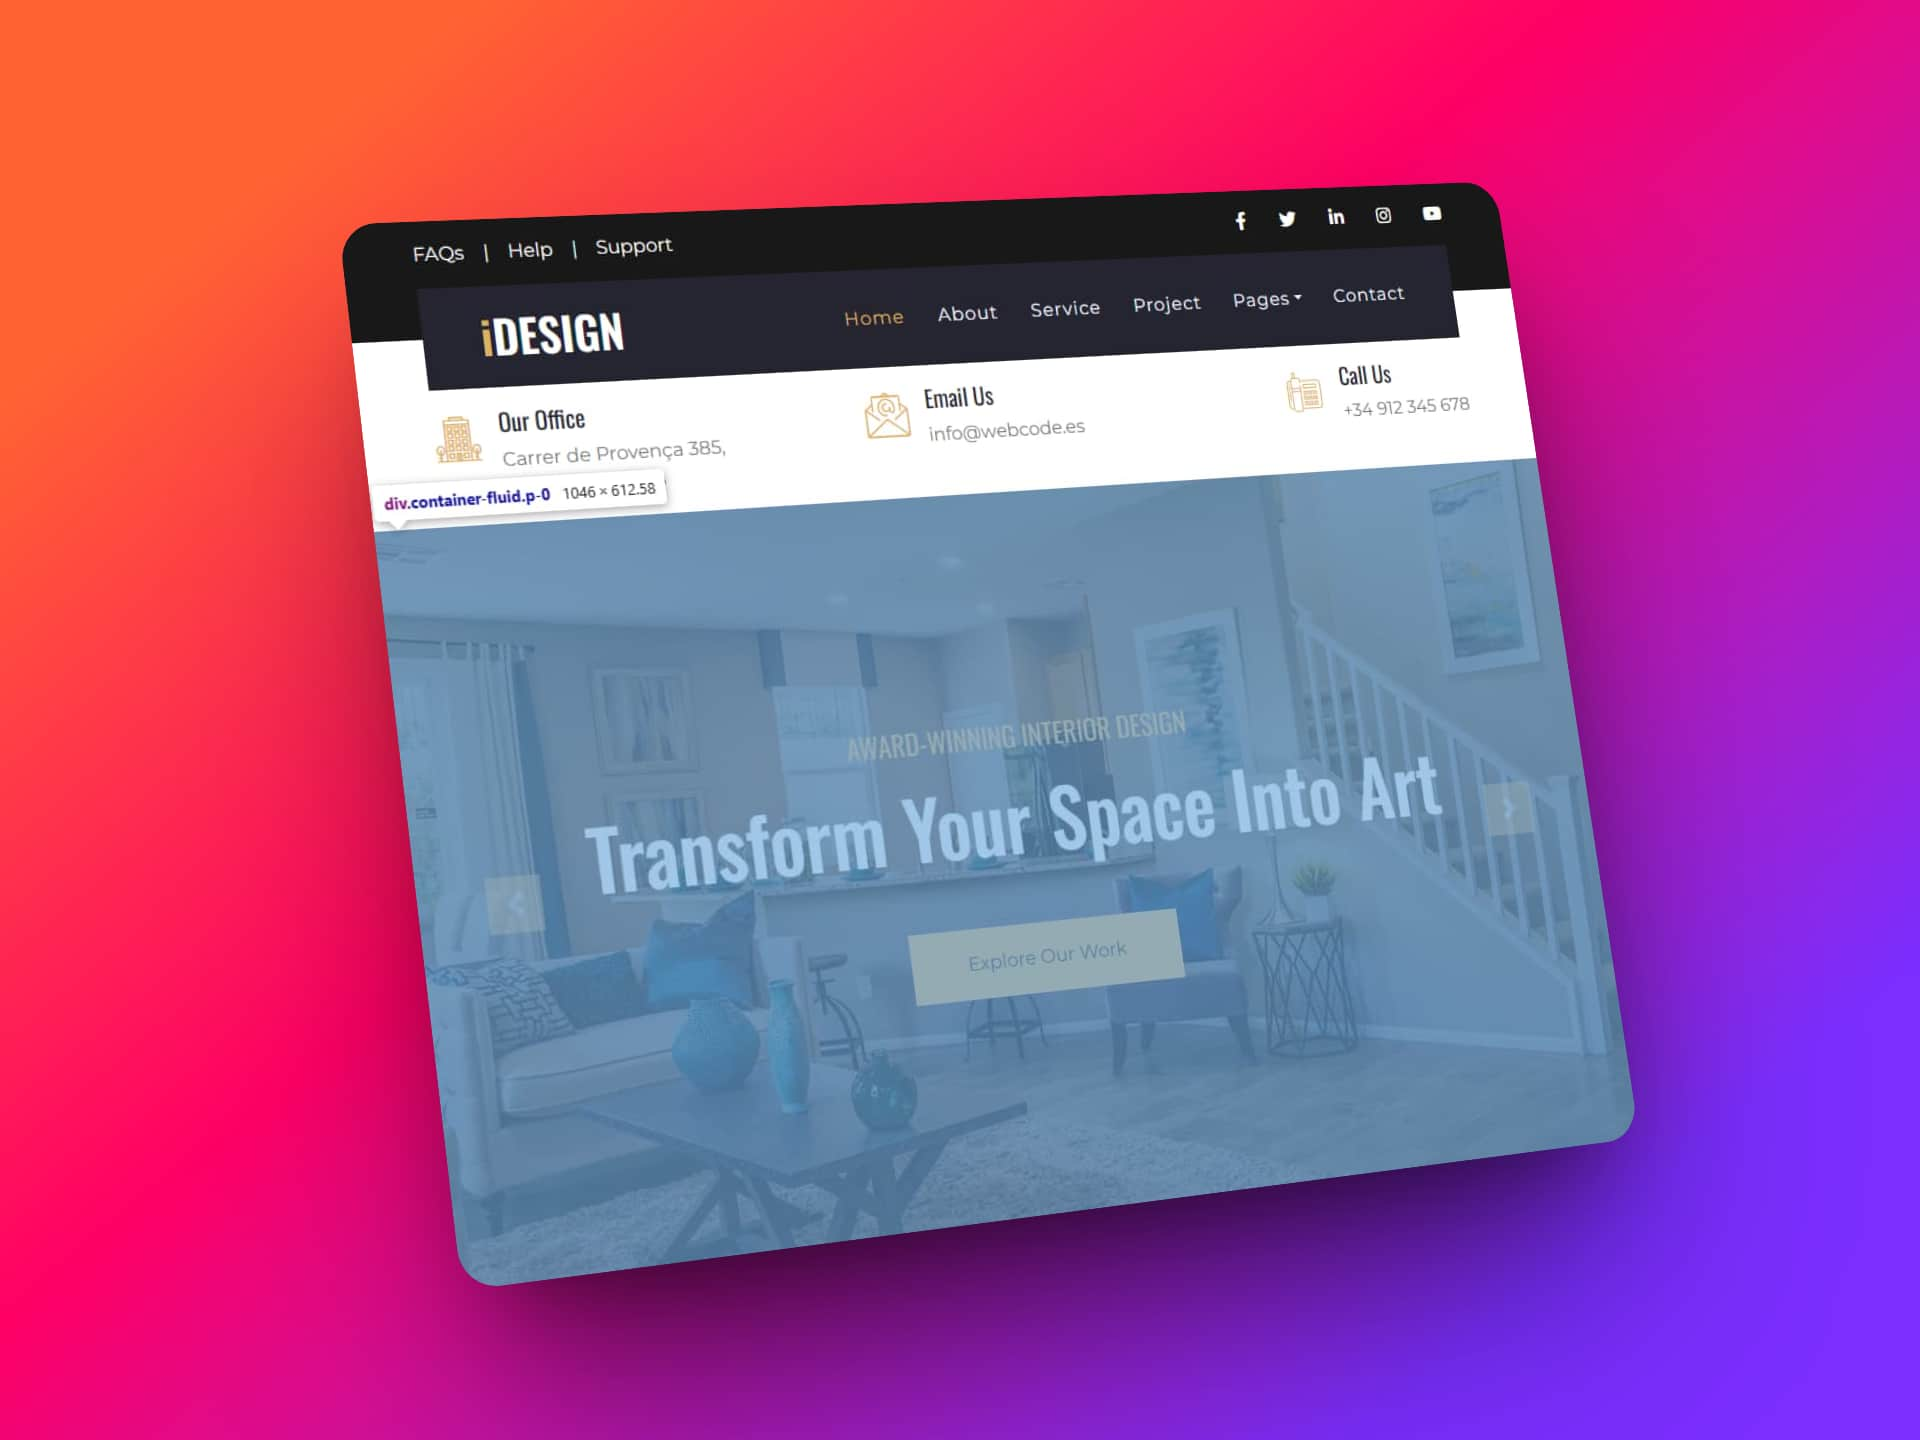 FAQs | Help | Support
iDESIGN
Home About Service Project Pages Contact
Our Office
Carrer de Provença 385,
Email Us
info@webcode.es
Call Us
+34 912 345 678
div.container-fluid.p-0 1046 × 612.58
AWARD-WINNING INTERIOR DESIGN
Transform Your Space Into Art
Explore Our Work